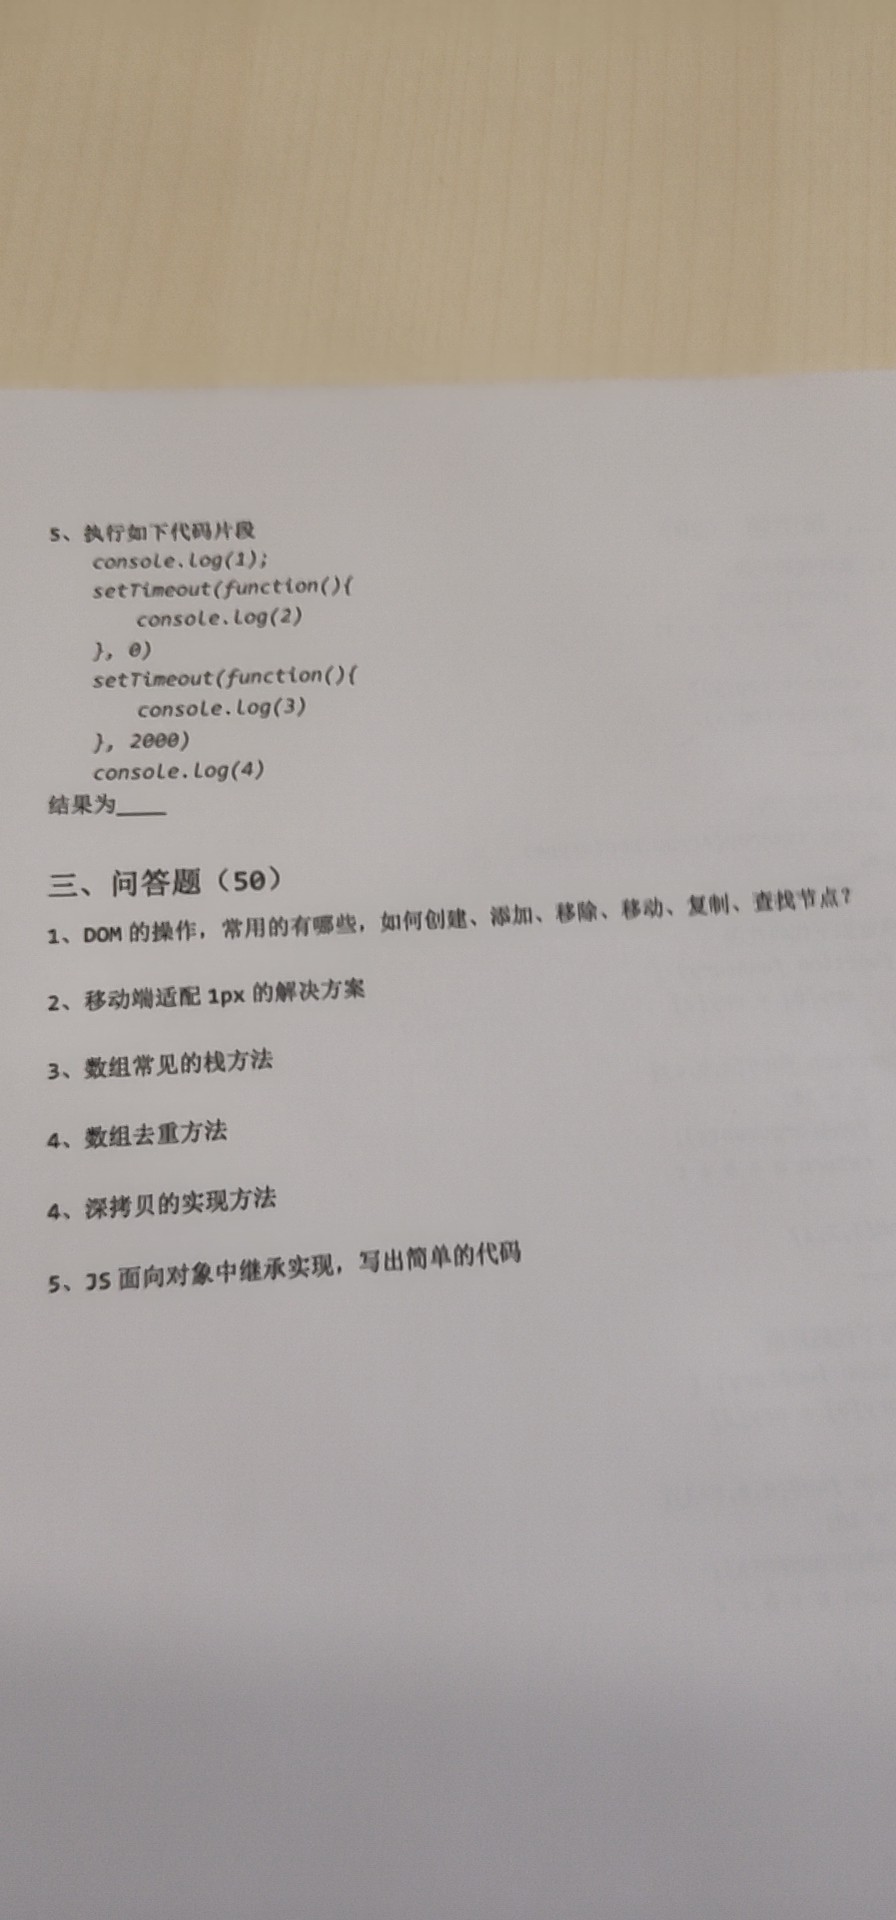 5、执行如下代码片段
console.log(1);
setTimeout(function(){
console.log(2)
}, 0)
setTimeout(function(){
console.log(3)
}, 2000)
console.log(4)
结果为____
三、问答题（50）
1、DOM 的操作，常用的有哪些，如何创建、添加、移除、移动、复制、查找节点？
2、移动端适配 1px 的解决方案
3、数组常见的栈方法
4、数组去重方法
4、深拷贝的实现方法
5、JS 面向对象中继承实现，写出简单的代码